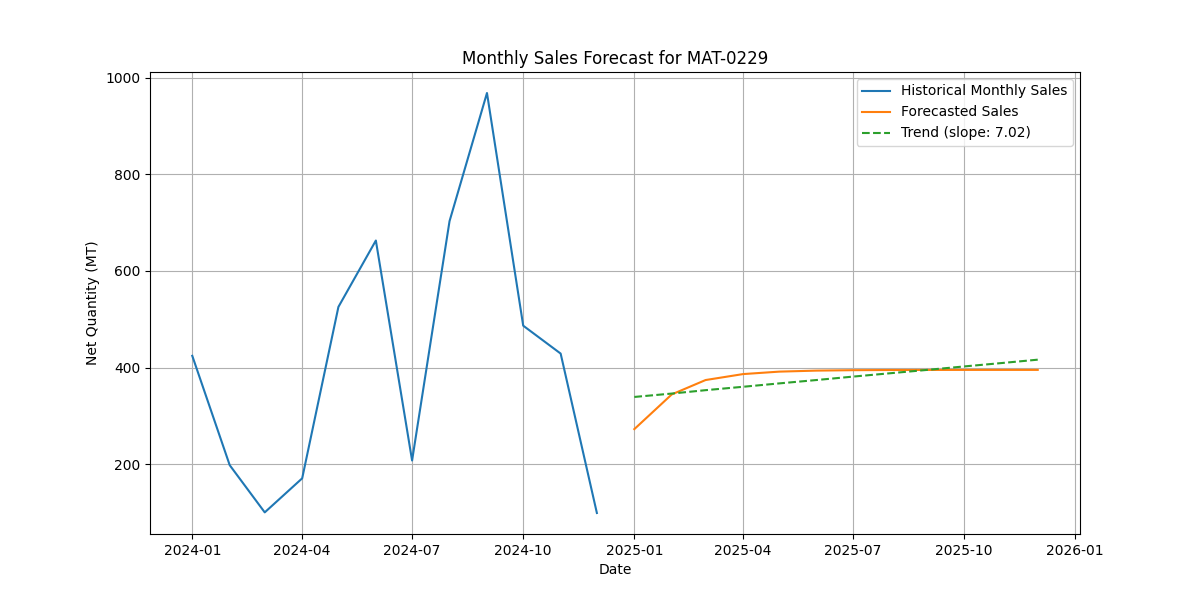 Monthly Sales Forecast for MAT-0229
Historical Monthly Sales
Forecasted Sales
Trend (slope: 7.02)
Net Quantity (MT)
1000
800
600
400
200
2024-01 2024-04 2024-07 2024-10 2025-01 2025-04 2025-07 2025-10 2026-01
Date